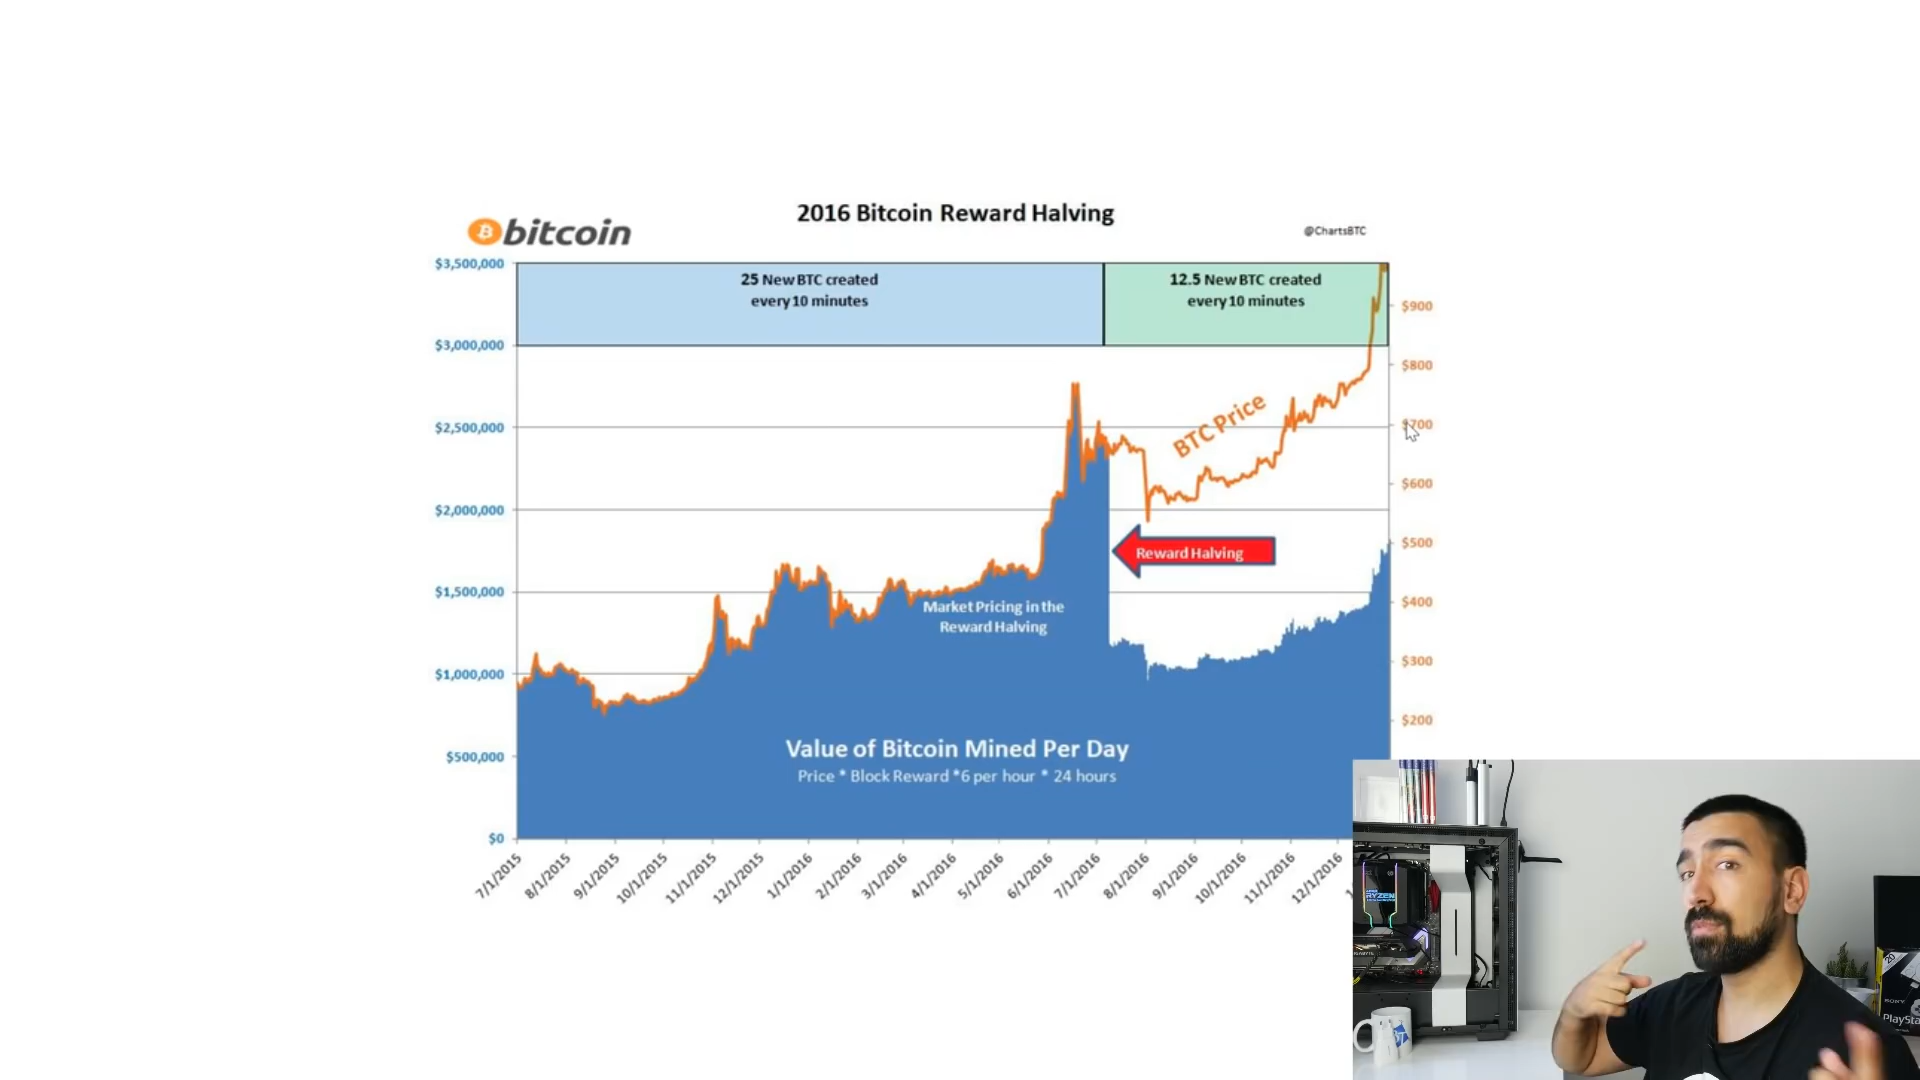 2016 Bitcoin Reward Halving
bitcoin
@ChartsBTC
$3,500,000
$3,000,000
$2,500,000
$2,000,000
$1,500,000
$1,000,000
$500,000
$0
25 New BTC created
every 10 minutes
12.5 New BTC created
every 10 minutes
$900
$800
$700
$600
$500
$400
$300
$200
BTC Price
Reward Halving
Market Pricing in the
Reward Halving
Value of Bitcoin Mined Per Day
Price * Block Reward *6 per hour * 24 hours
7/1/2015
8/1/2015
9/1/2015
10/1/2015
11/1/2015
12/1/2015
1/1/2016
2/1/2016
3/1/2016
4/1/2016
5/1/2016
6/1/2016
7/1/2016
8/1/2016
9/1/2016
10/1/2016
11/1/2016
12/1/2016
RYZEN
20
SONY
PlaySta